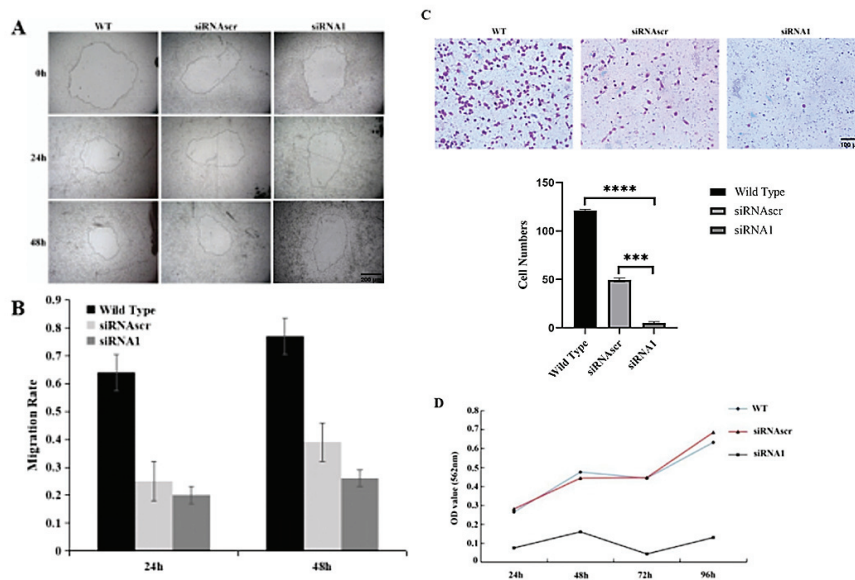 A
WT siRNAscr siRNA1
0h
24h
48h
200 μm
B
Migration Rate
0.9
0.8
0.7
0.6
0.5
0.4
0.3
0.2
0.1
0
Wild Type
siRNAscr
siRNA1
24h 48h
C
WT siRNAscr siRNA1
100 μ
Cell Numbers
150
100
50
0
****
***
Wild Type
siRNAscr
siRNA1
Wild Type siRNAscr siRNA1
D
OD value (562nm)
0.8
0.7
0.6
0.5
0.4
0.3
0.2
0.1
0
WT
siRNAscr
siRNA1
24h 48h 72h 96h